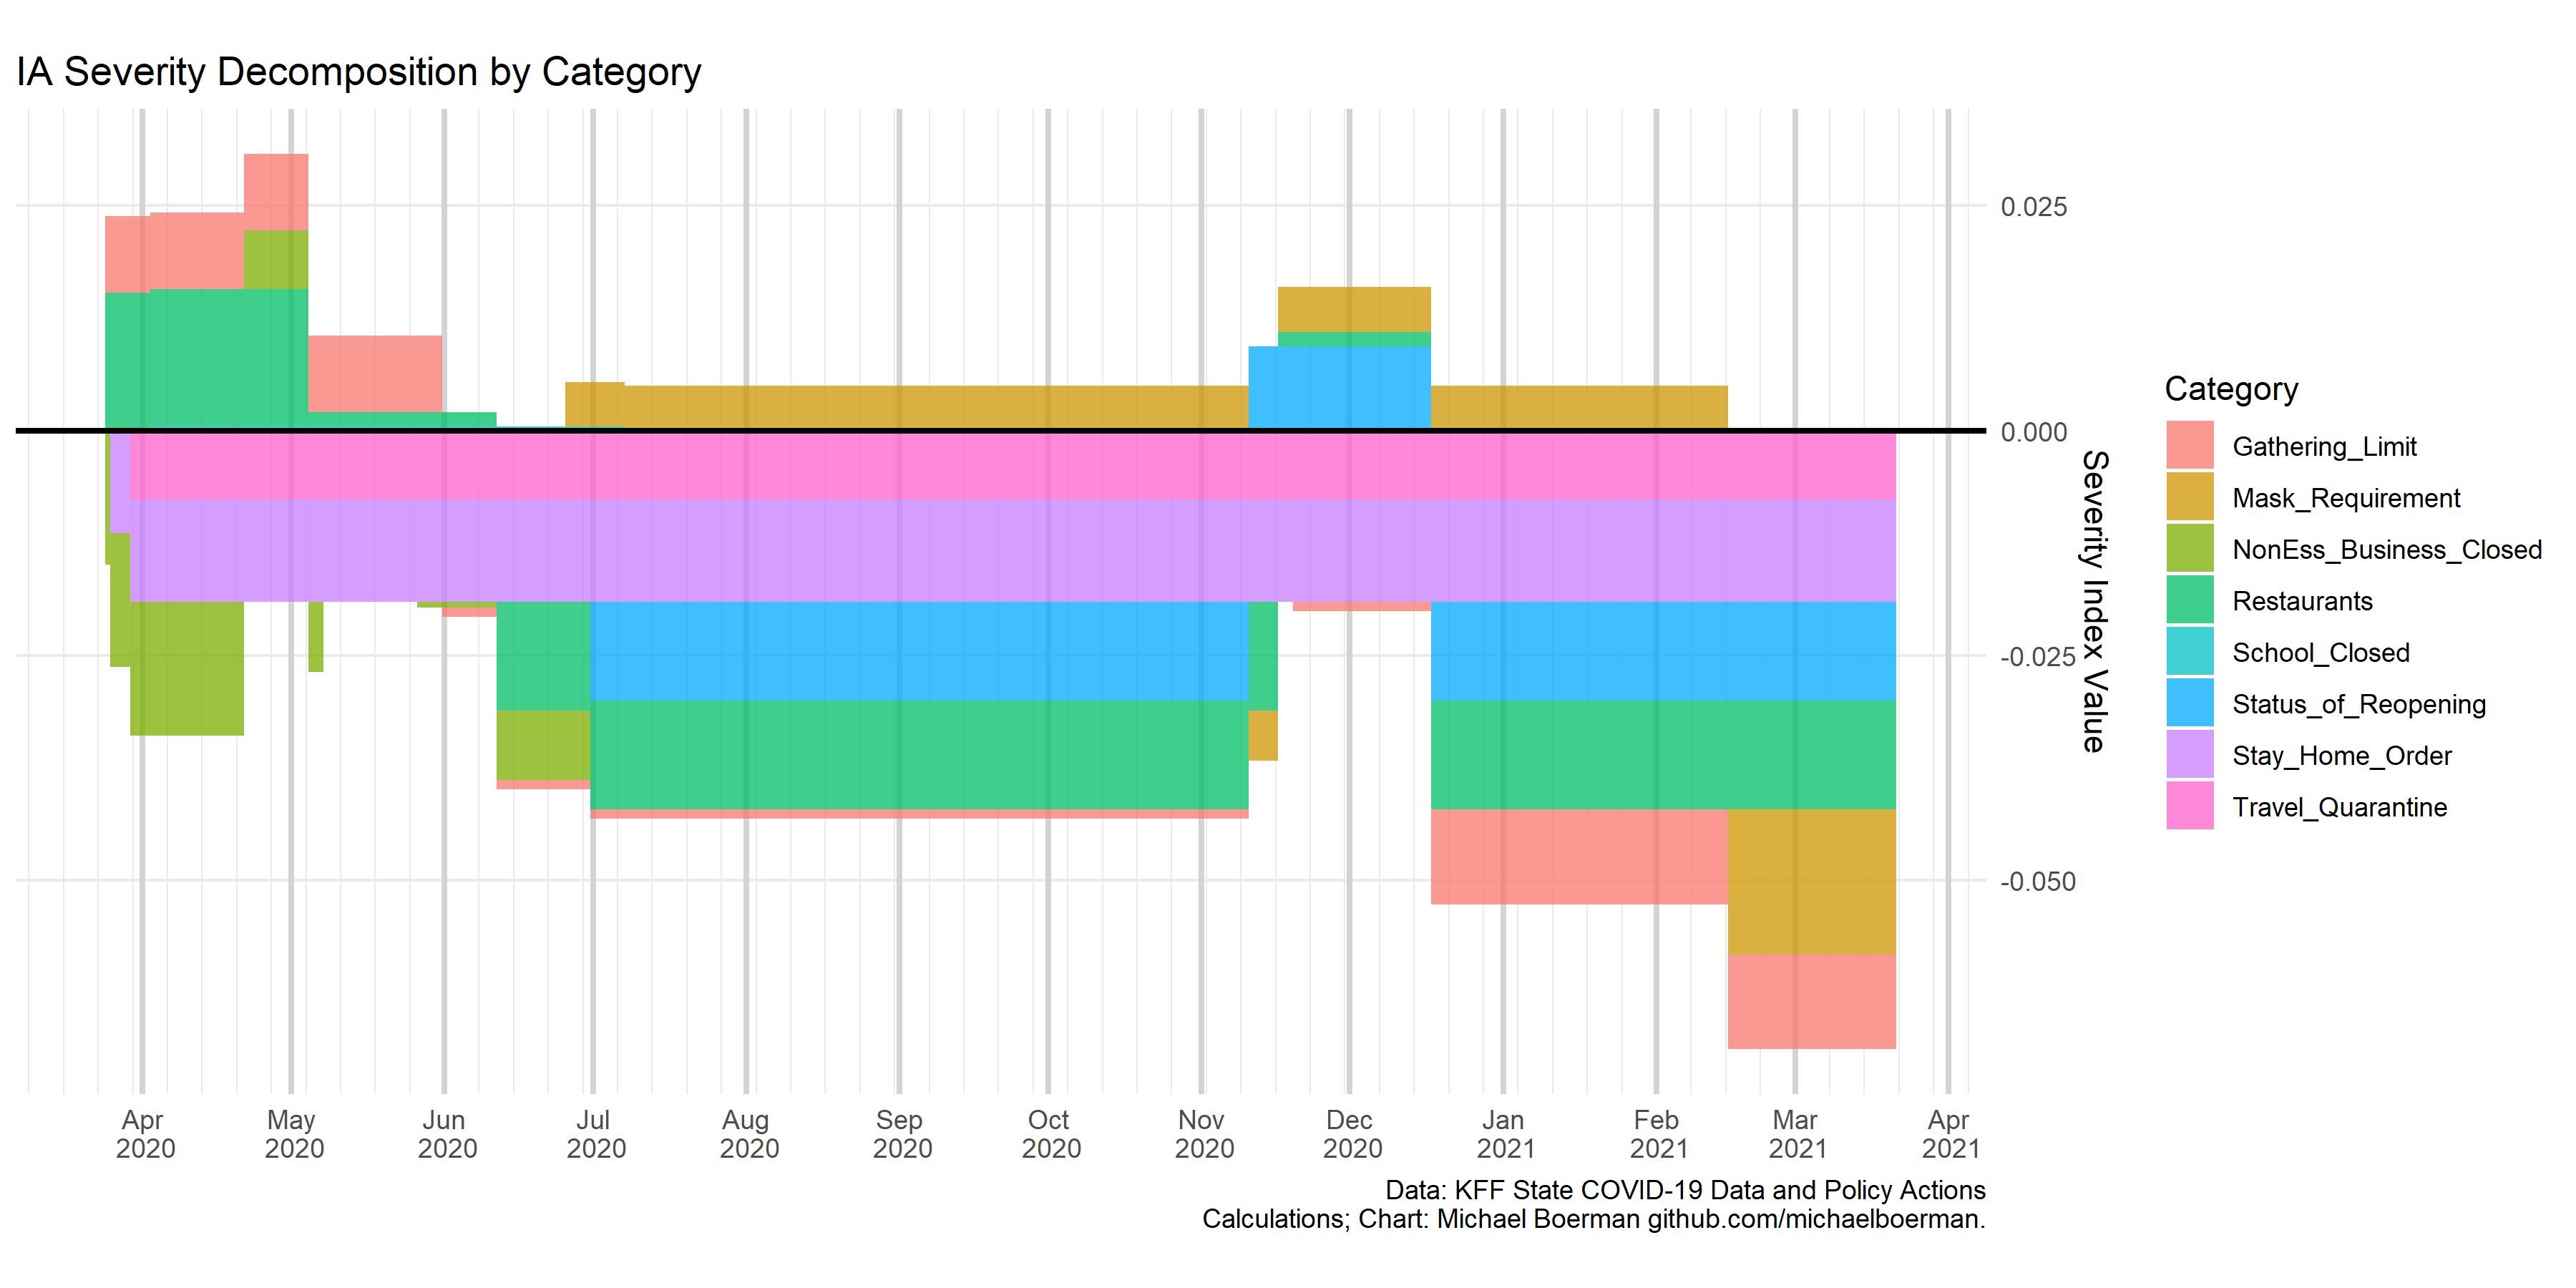 IA Severity Decomposition by Category
0.025
0.000
-0.025
-0.050
Severity Index Value
Apr
2020
May
2020
Jun
2020
Jul
2020
Aug
2020
Sep
2020
Oct
2020
Nov
2020
Dec
2020
Jan
2021
Feb
2021
Mar
2021
Apr
2021
Category
Gathering_Limit
Mask_Requirement
NonEss_Business_Closed
Restaurants
School_Closed
Status_of_Reopening
Stay_Home_Order
Travel_Quarantine
Data: KFF State COVID-19 Data and Policy Actions
Calculations; Chart: Michael Boerman github.com/michaelboerman.